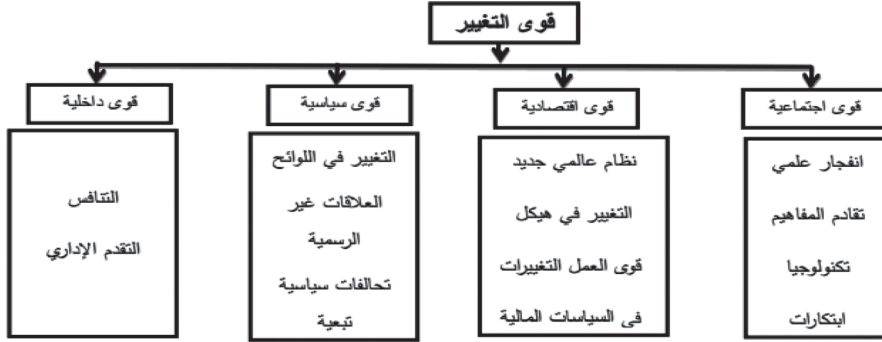 قوى التغيير
قوى اجتماعية
انفجار علمي
تقادم المفاهيم
تكنولوجيا
ابتكارات
قوى اقتصادية
نظام عالمي جديد
التغيير في هيكل
قوى العمل التغييرات
فى السياسات المالية
قوى سياسية
التغيير في اللوائح
العلاقات غير
الرسمية
تحالفات سياسية
تبعية
قوى داخلية
التنافس
التقدم الإداري